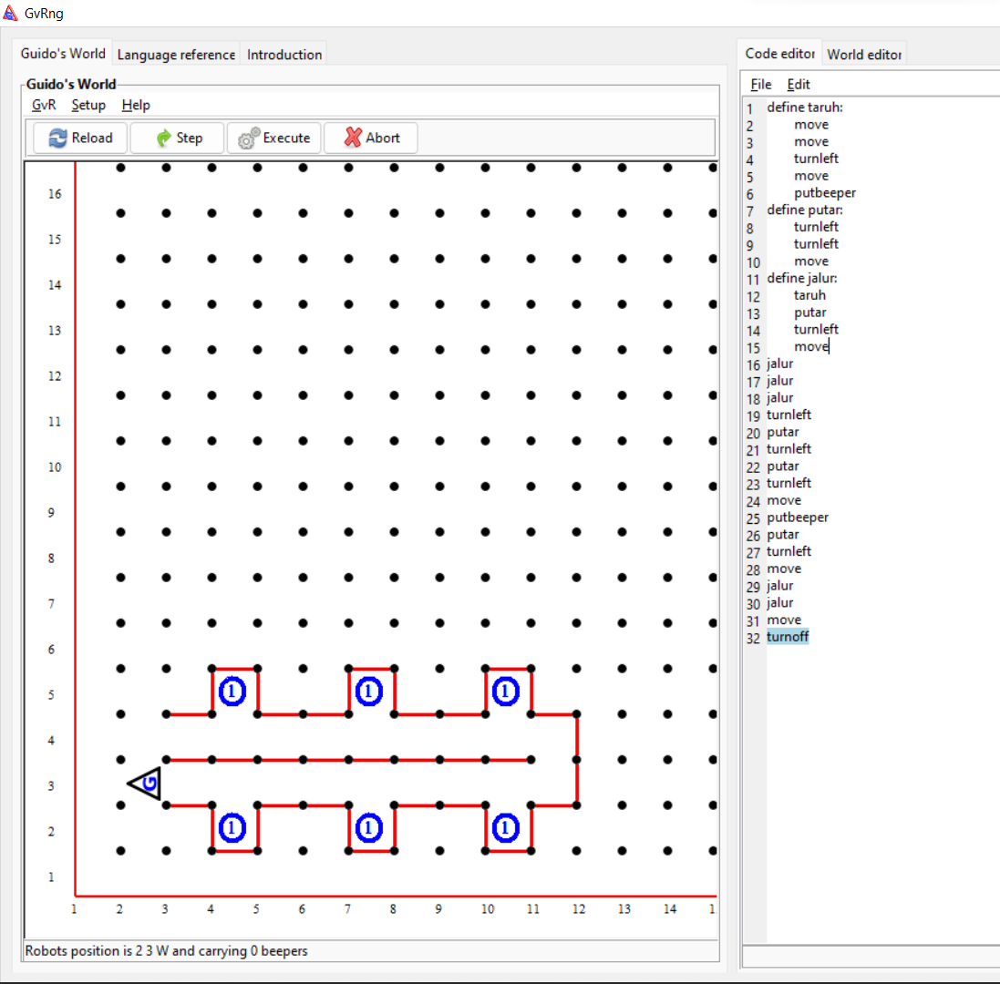 GvRng
Guido's World Language reference Introduction
Guido's World
GvR Setup Help
Reload Step Execute Abort
16
15
14
13
12
11
10
9
8
7
6
5 1 1 1
4
3 G
2 1 1 1
1
1 2 3 4 5 6 7 8 9 10 11 12 13 14
Robots position is 2 3 W and carrying 0 beepers
Code editor World editor
File Edit
1 define taruh:
2 move
3 move
4 turnleft
5 move
6 putbeeper
7 define putar:
8 turnleft
9 turnleft
10 move
11 define jalur:
12 taruh
13 putar
14 turnleft
15 move
16 jalur
17 jalur
18 jalur
19 turnleft
20 putar
21 turnleft
22 putar
23 turnleft
24 move
25 putbeeper
26 putar
27 turnleft
28 move
29 jalur
30 jalur
31 move
32 turnoff